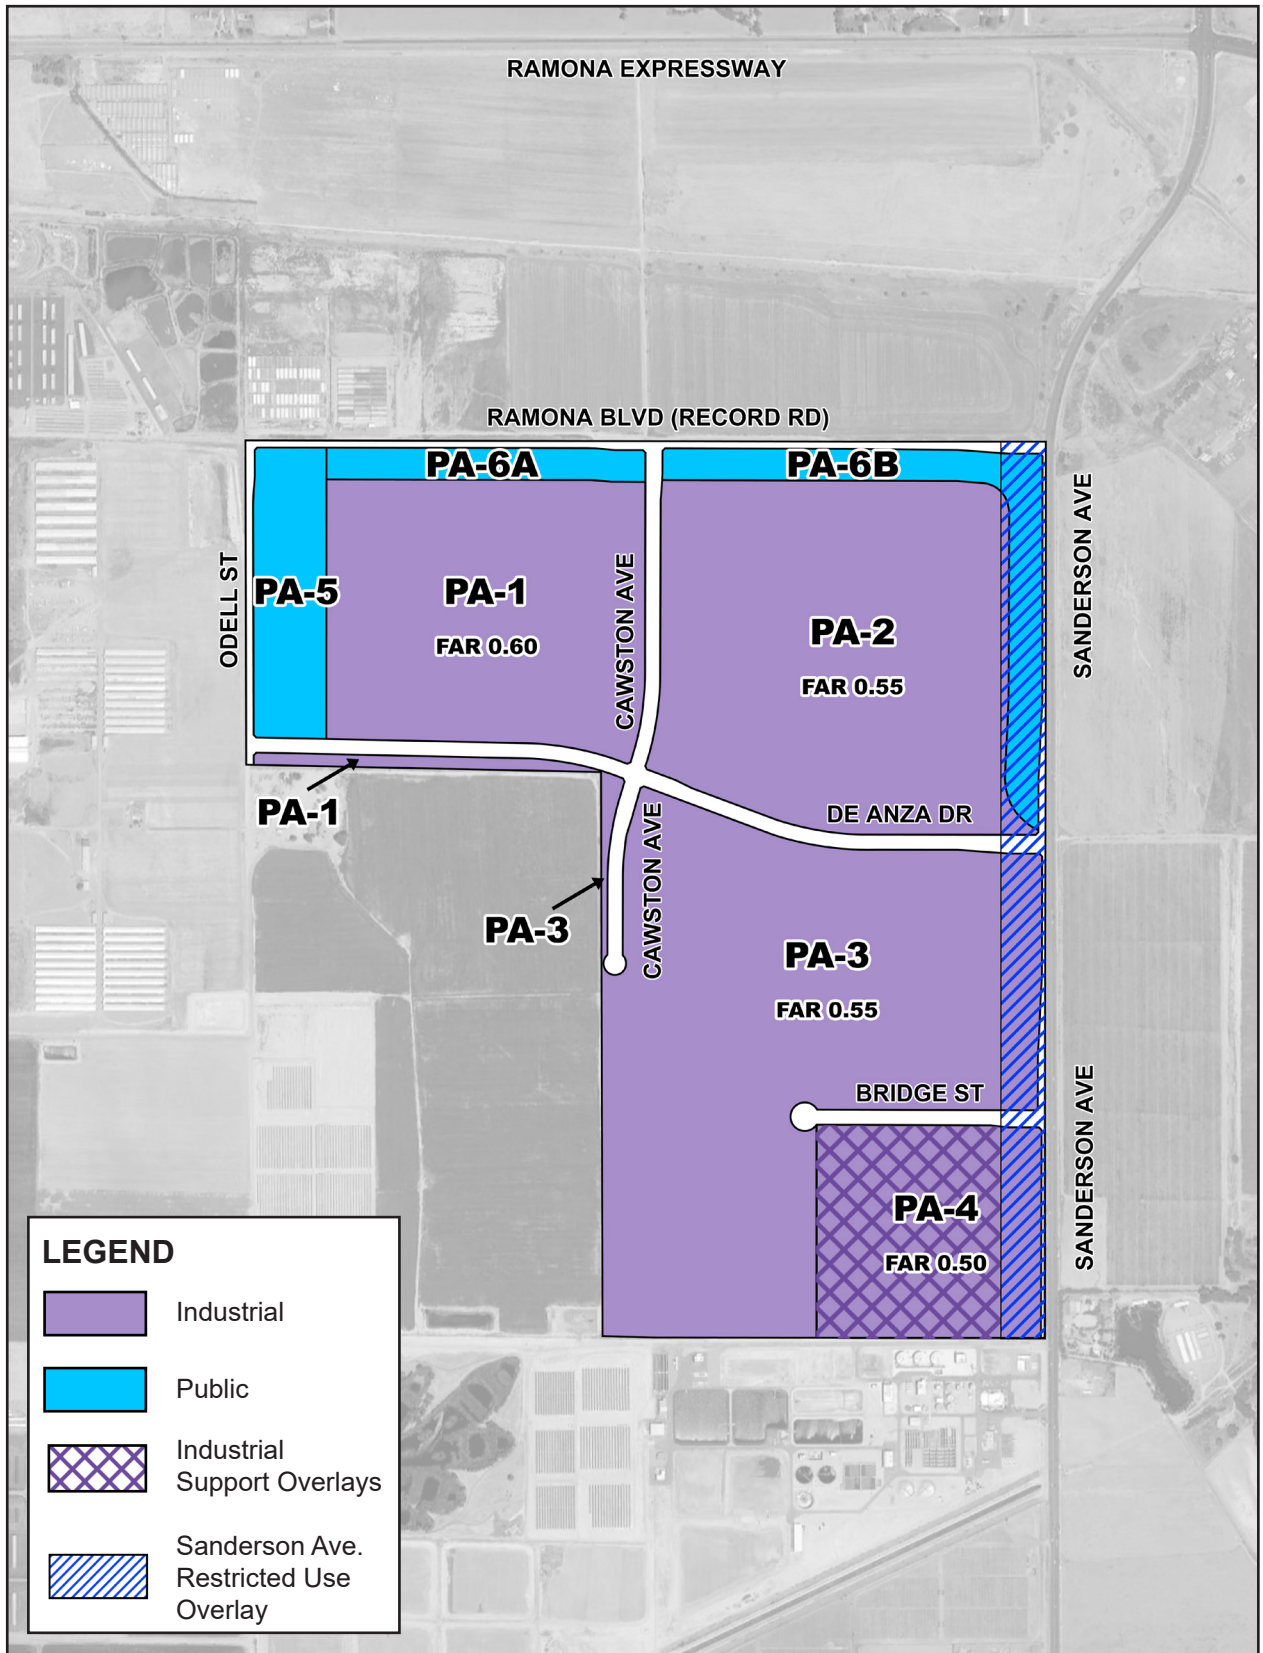 RAMONA EXPRESSWAY
RAMONA BLVD (RECORD RD)
PA-6A
PA-6B
ODELL ST
PA-5
PA-1
FAR 0.60
CAWSTON AVE
PA-2
FAR 0.55
SANDERSON AVE
PA-1
DE ANZA DR
CAWSTON AVE
PA-3
PA-3
FAR 0.55
BRIDGE ST
SANDERSON AVE
PA-4
FAR 0.50
LEGEND
Industrial
Public
Industrial
Support Overlays
Sanderson Ave.
Restricted Use
Overlay